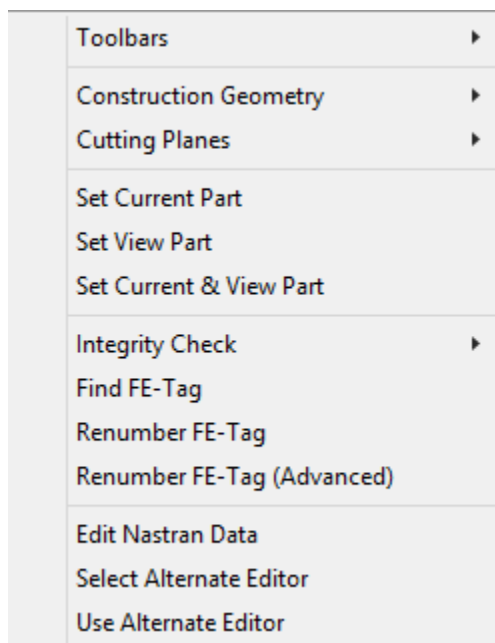 Toolbars
Construction Geometry
Cutting Planes
Set Current Part
Set View Part
Set Current & View Part
Integrity Check
Find FE-Tag
Renumber FE-Tag
Renumber FE-Tag (Advanced)
Edit Nastran Data
Select Alternate Editor
Use Alternate Editor